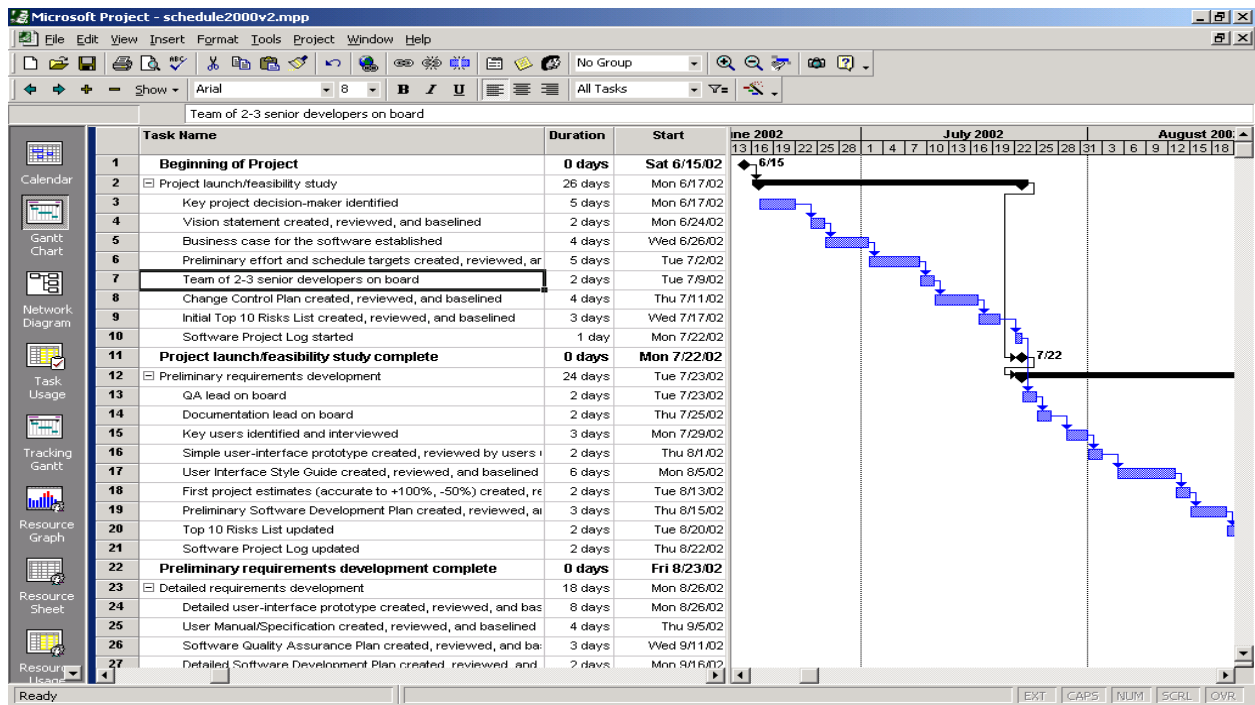 Microsoft Project - schedule2000v2.mpp
File Edit View Insert Format Tools Project Window Help
No Group
Show Arial 8 B I U All Tasks
Team of 2-3 senior developers on board
Task Name Duration Start ne 2002 July 2002 August 200
13 16 19 22 25 28 1 4 7 10 13 16 19 22 25 28 31 3 6 9 12 15 18
1 Beginning of Project 0 days Sat 6/15/02 6/15
2 Project launch/feasibility study 26 days Mon 6/17/02
3 Key project decision-maker identified 5 days Mon 6/17/02
4 Vision statement created, reviewed, and baselined 2 days Mon 6/24/02
5 Business case for the software established 4 days Wed 6/26/02
6 Preliminary effort and schedule targets created, reviewed, ar 5 days Tue 7/2/02
7 Team of 2-3 senior developers on board 2 days Tue 7/9/02
8 Change Control Plan created, reviewed, and baselined 4 days Thu 7/11/02
9 Initial Top 10 Risks List created, reviewed, and baselined 3 days Wed 7/17/02
10 Software Project Log started 1 day Mon 7/22/02
11 Project launch/feasibility study complete 0 days Mon 7/22/02 7/22
12 Preliminary requirements development 24 days Tue 7/23/02
13 QA lead on board 2 days Tue 7/23/02
14 Documentation lead on board 2 days Thu 7/25/02
15 Key users identified and interviewed 3 days Mon 7/29/02
16 Simple user-interface prototype created, reviewed by users 2 days Thu 8/1/02
17 User Interface Style Guide created, reviewed, and baselined 6 days Mon 8/5/02
18 First project estimates (accurate to +100%, -50%) created, re 2 days Tue 8/13/02
19 Preliminary Software Development Plan created, reviewed, ai 3 days Thu 8/15/02
20 Top 10 Risks List updated 2 days Tue 8/20/02
21 Software Project Log updated 2 days Thu 8/22/02
22 Preliminary requirements development complete 0 days Fri 8/23/02
23 Detailed requirements development 18 days Mon 8/26/02
24 Detailed user-interface prototype created, reviewed, and bas 8 days Mon 8/26/02
25 User Manual/Specification created, reviewed, and baselined 4 days Thu 9/5/02
26 Software Quality Assurance Plan created, reviewed, and ba 3 days Wed 9/11/02
27 Detailed Software Development Plan created, reviewed, and 2 days Mon 9/16/02
Calendar
Gantt
Chart
Network
Diagram
Task
Usage
Tracking
Gantt
Resource
Graph
Resource
Sheet
Resource
Usage
Ready EXT CAPS NUM SCRL OVR